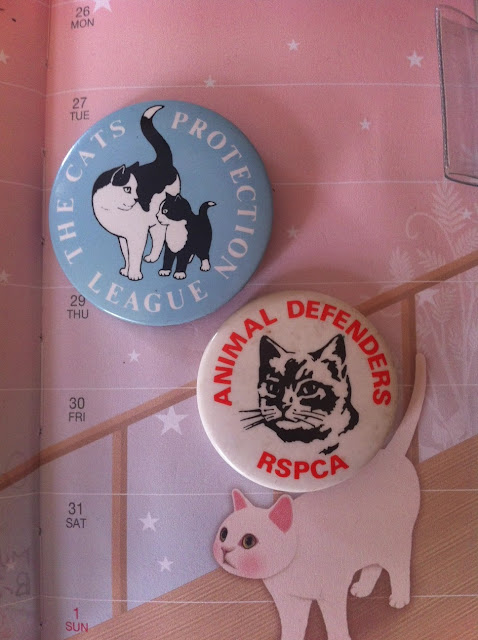 26
MON
27
TUE
THE CATS PROTECTION LEAGUE
29
THU
ANIMAL DEFENDERS
RSPCA
30
FRI
31
SAT
1
SUN